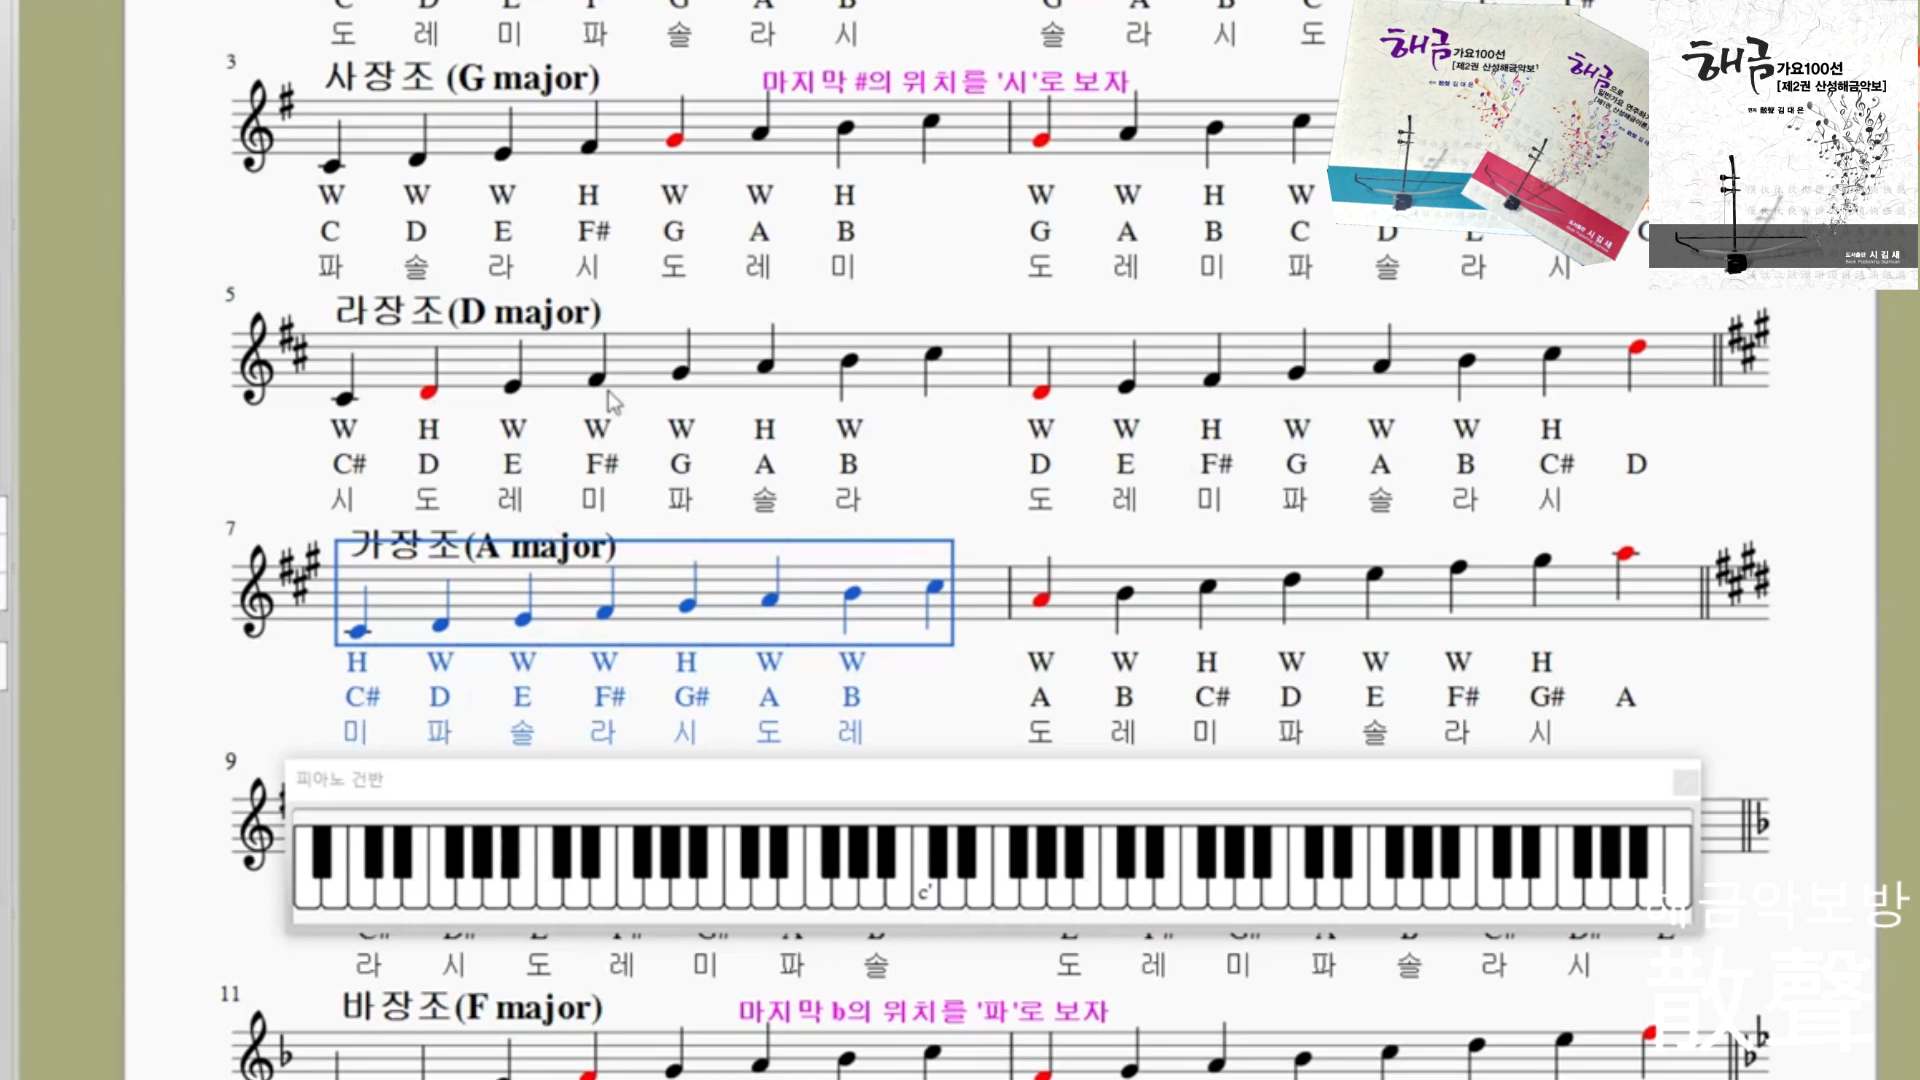 도 레 미 파 솔 라 시 솔 라 시 도
3
사장조 (G major) 마지막 #의 위치를 '시'로 보자
W W W H W W H W W H W
C D E F# G A B G A B C D E
파 솔 라 시 도 레 미 도 레 미 파 솔 라 시
5
라장조(D major)
W H W W W H W W W H W W W H
C# D E F# G A B D E F# G A B C# D
시 도 레 미 파 솔 라 도 레 미 파 솔 라 시
7
가장조(A major)
H W W W H W W W W H W W W H
C# D E F# G# A B A B C# D E F# G# A
미 파 솔 라 시 도 레 도 레 미 파 솔 라 시
9
피아노 건반
c'
라 시 도 레 미 파 솔 도 레 미 파 솔 라 시
11
바장조(F major) 마지막 b의 위치를 '파'로 보자
해금 가요100선
[제2권 산성해금악보]
해금으로
해금 가요100선
[제2권 산성해금악보]
편저 散聲 김대은
도서출판 시김새
해금악보방
散聲